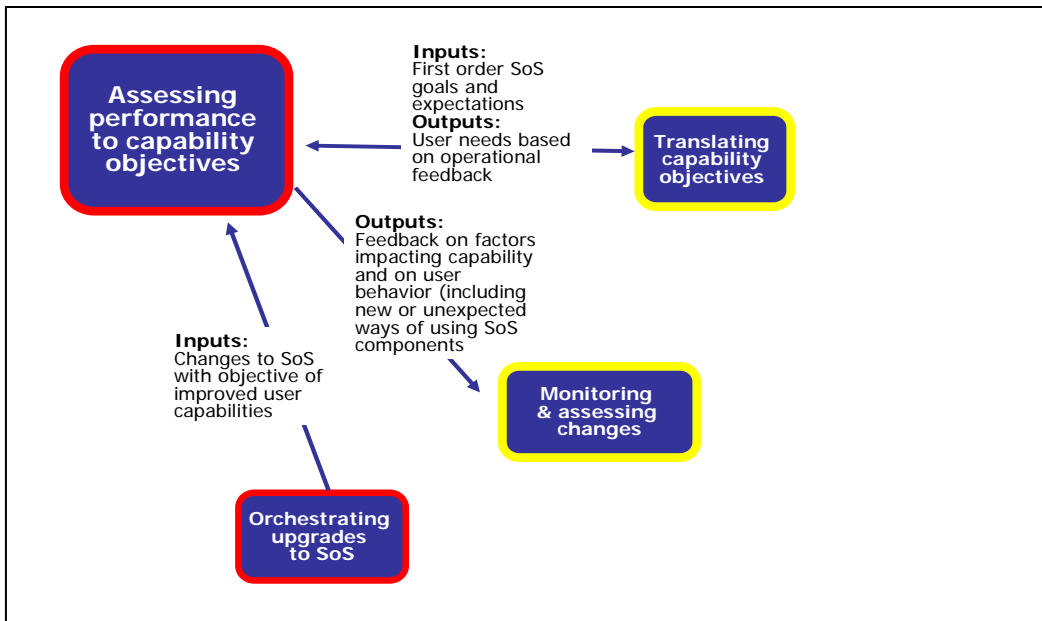 Assessing
performance
to capability
objectives
Inputs:
First order SoS
goals and
expectations
Outputs:
User needs based
on operational
feedback
Translating
capability
objectives
Outputs:
Feedback on factors
impacting capability
and on user
behavior (including
new or unexpected
ways of using SoS
components
Inputs:
Changes to SoS
with objective of
improved user
capabilities
Monitoring
& assessing
changes
Orchestrating
upgrades
to SoS